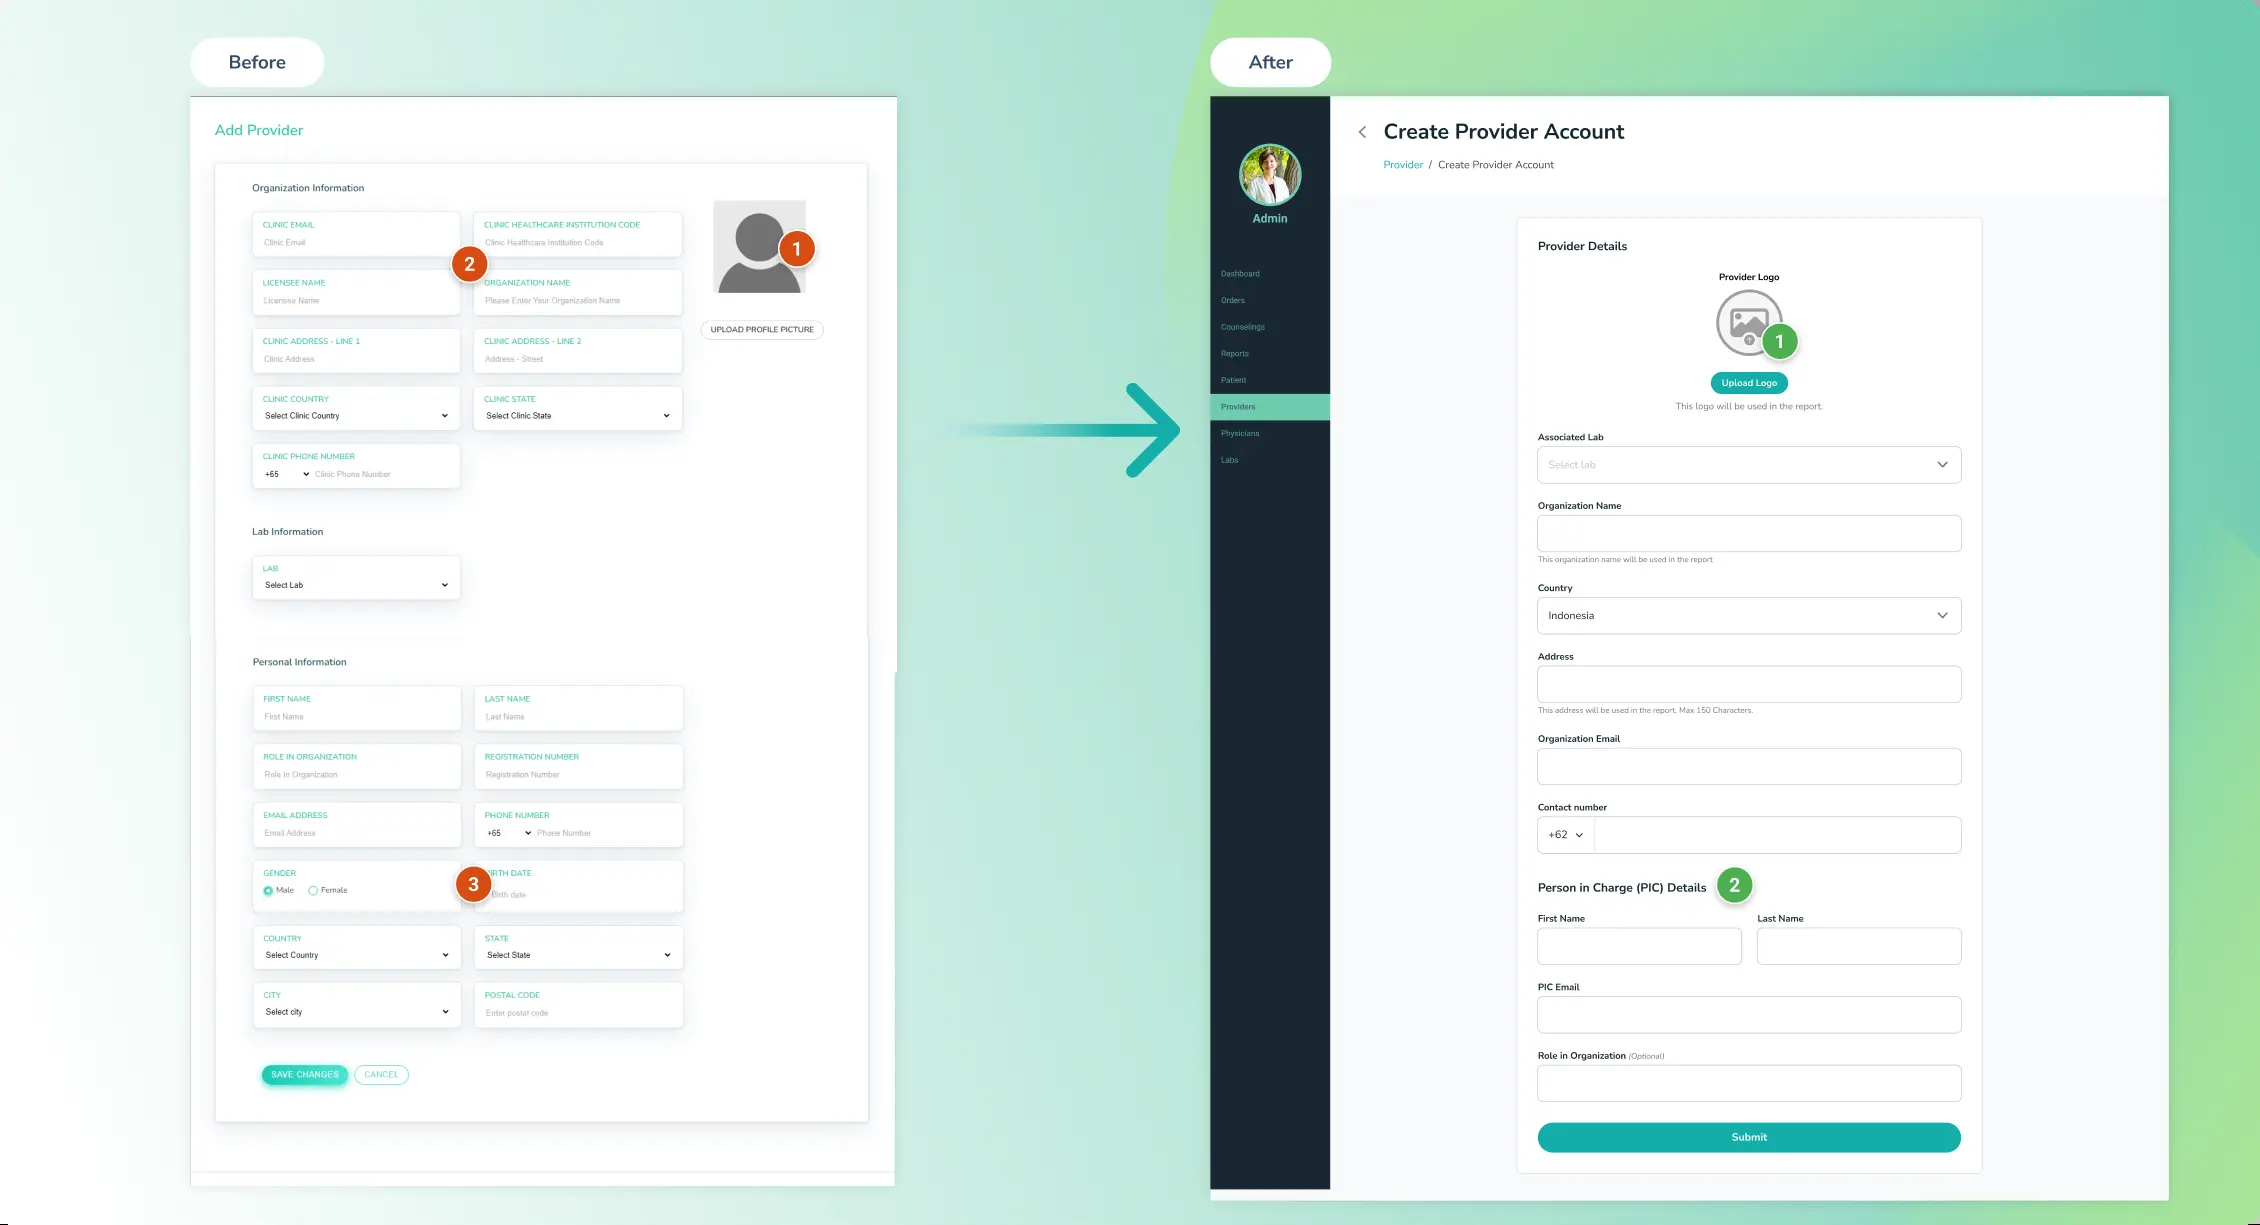 Before
Add Provider
Organization Information
CLINIC EMAIL
Clinic Email
CLINIC HEALTHCARE INSTITUTION CODE
Clinic Healthcare Institution Code
1
2
LICENSEE NAME
Licensee Name
ORGANIZATION NAME
Please Enter Your Organization Name
UPLOAD PROFILE PICTURE
CLINIC ADDRESS - LINE 1
Clinic Address
CLINIC ADDRESS - LINE 2
Address - Street
CLINIC COUNTRY
Select Clinic Country
CLINIC STATE
Select Clinic State
CLINIC PHONE NUMBER
+65 Clinic Phone Number
Lab Information
LAB
Select Lab
Personal Information
FIRST NAME
First Name
LAST NAME
Last Name
ROLE IN ORGANIZATION
Role In Organization
REGISTRATION NUMBER
Registration Number
EMAIL ADDRESS
Email Address
PHONE NUMBER
+65 Phone Number
GENDER
Male Female
3
IRTH DATE
Birth date
COUNTRY
Select Country
STATE
Select State
CITY
Select city
POSTAL CODE
Enter postal code
SAVE CHANGES CANCEL
After
Admin
Dashboard
Orders
Counselings
Reports
Patient
Providers
Physicians
Labs
Create Provider Account
Provider / Create Provider Account
Provider Details
Provider Logo
1
Upload Logo
This logo will be used in the report.
Associated Lab
Select lab
Organization Name
This organization name will be used in the report
Country
Indonesia
Address
This address will be used in the report. Max 150 Characters.
Organization Email
Contact number
+62
Person in Charge (PIC) Details 2
First Name
Last Name
PIC Email
Role in Organization (Optional)
Submit